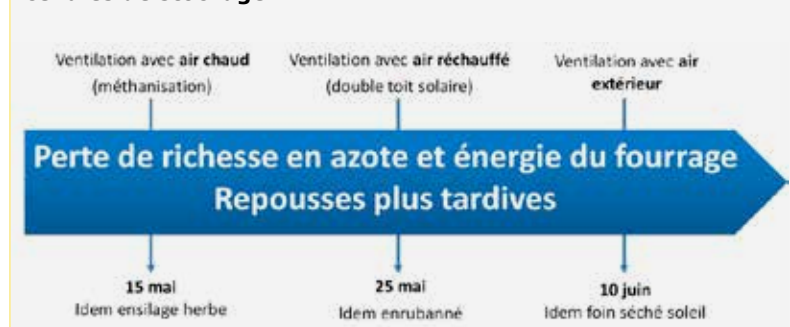 Ventilation avec air chaud
(méthanisation)
Ventilation avec air réchauffé
(double toit solaire)
Ventilation avec air
extérieur
Perte de richesse en azote et énergie du fourrage
Repousses plus tardives
15 mai
Idem ensilage herbe
25 mai
Idem enrubanné
10 juin
Idem foin séché soleil